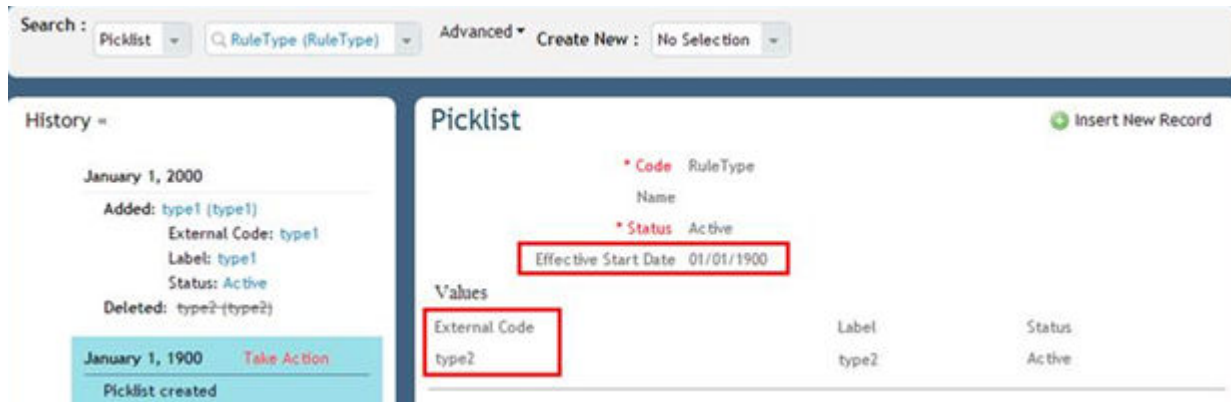 Search : Picklist RuleType (RuleType) Advanced Create New : No Selection
History
January 1, 2000
Added: type1 (type1)
External Code: type1
Label: type1
Status: Active
Deleted: type2 (type2)
January 1, 1900 Take Action
Picklist created
Picklist Insert New Record
* Code RuleType
Name
* Status Active
Effective Start Date 01/01/1900
Values
External Code Label Status
type2 type2 Active